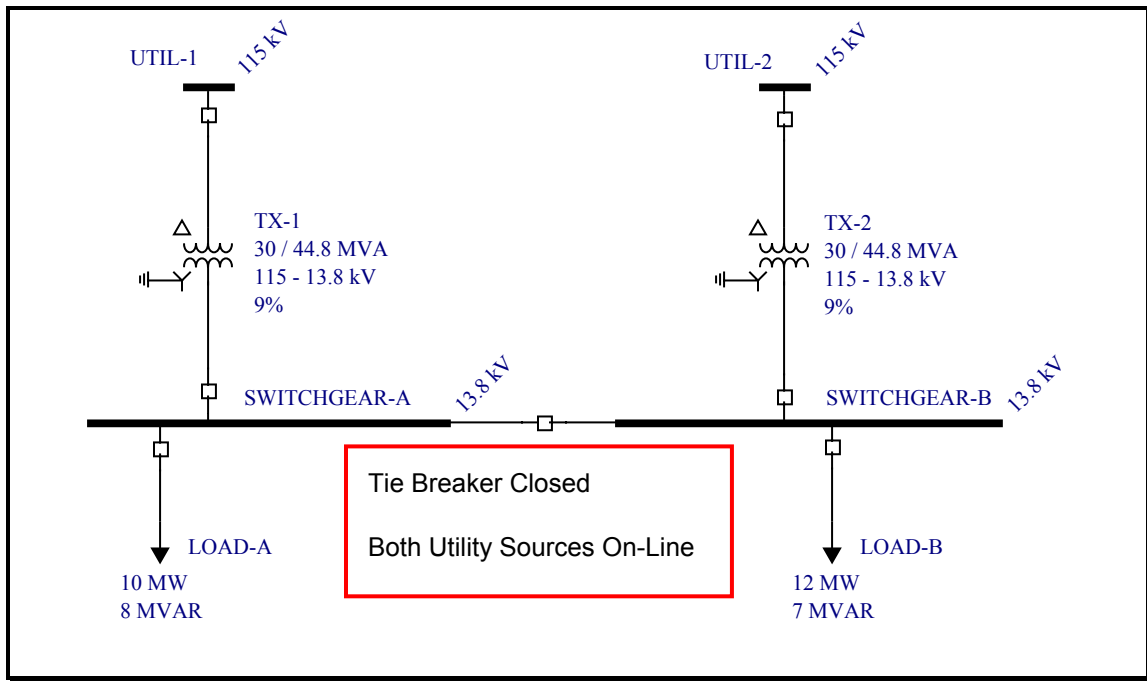 UTIL-1
115 kV
UTIL-2
115 kV
TX-1
30 / 44.8 MVA
115 - 13.8 kV
9%
TX-2
30 / 44.8 MVA
115 - 13.8 kV
9%
SWITCHGEAR-A
13.8 kV
SWITCHGEAR-B
13.8 kV
Tie Breaker Closed
Both Utility Sources On-Line
LOAD-A
10 MW
8 MVAR
LOAD-B
12 MW
7 MVAR